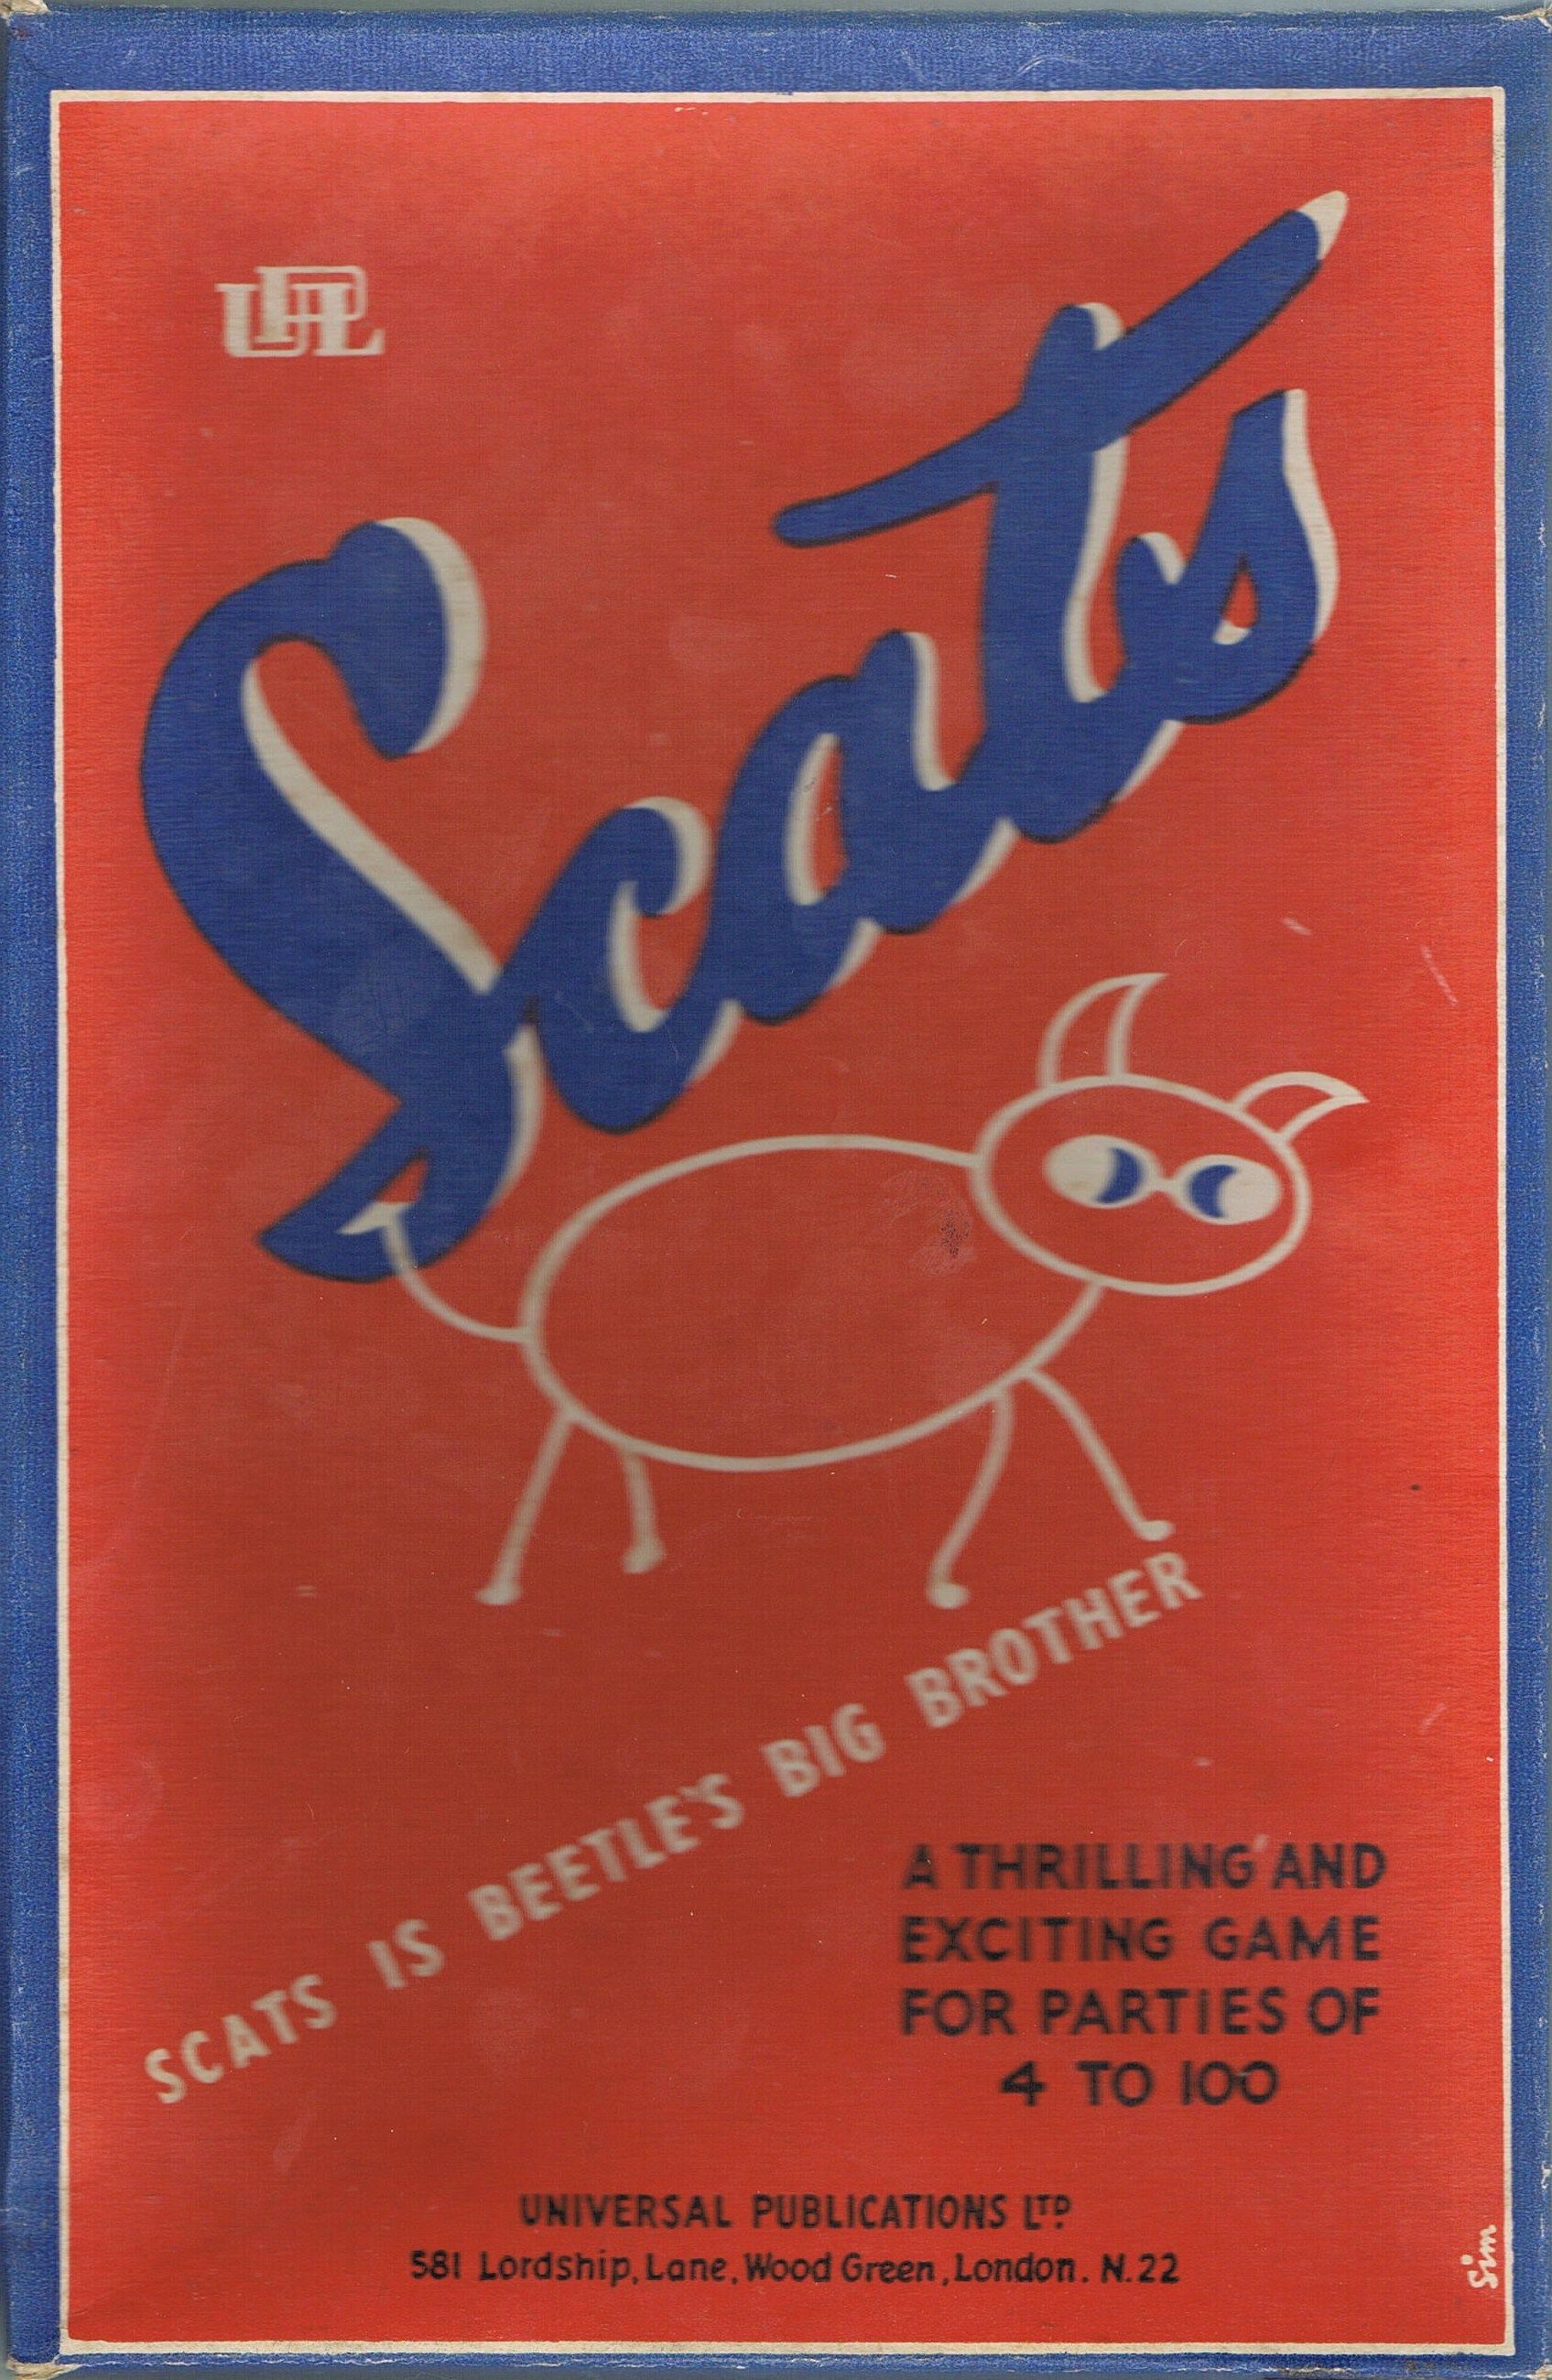 UPL
Scats
SCATS IS BEETLE'S BIG BROTHER
A THRILLING AND
EXCITING GAME
FOR PARTIES OF
4 TO 100
UNIVERSAL PUBLICATIONS LTD
581 Lordship, Lane, Wood Green, London. N.22
Sim